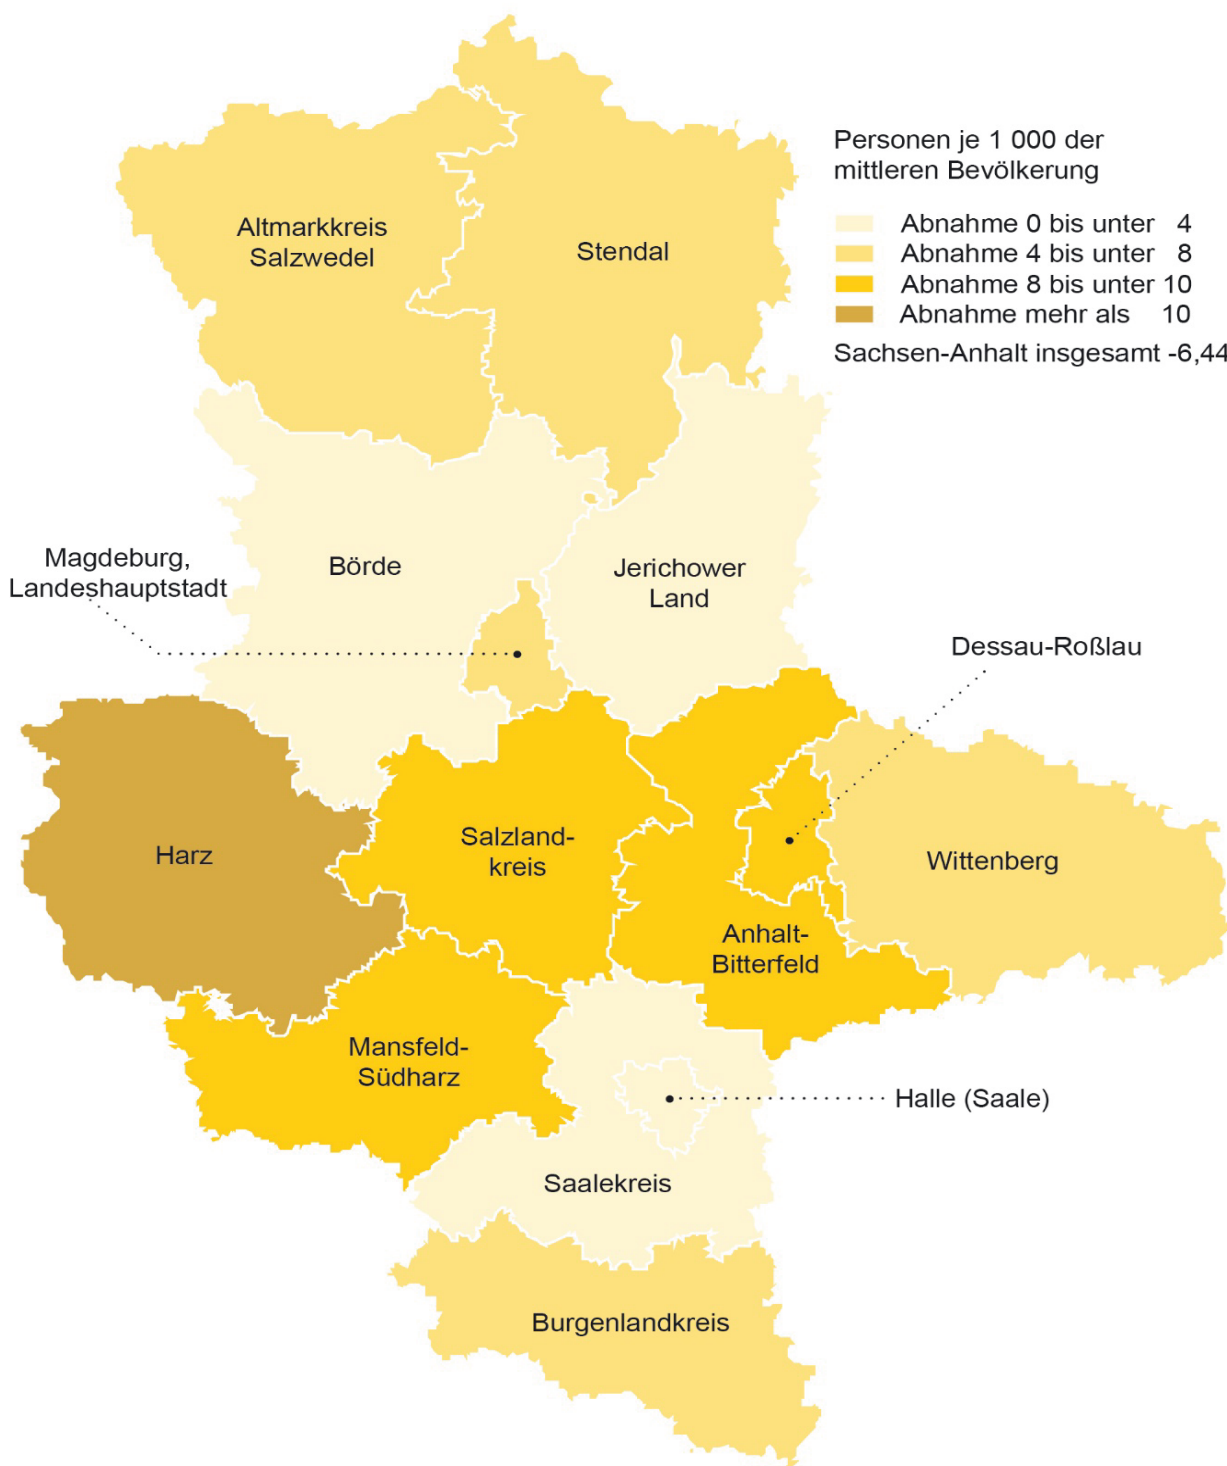 Personen je 1 000 der
mittleren Bevölkerung
Abnahme 0 bis unter 4
Abnahme 4 bis unter 8
Abnahme 8 bis unter 10
Abnahme mehr als 10
Sachsen-Anhalt insgesamt -6,44
Altmarkkreis
Salzwedel
Stendal
Magdeburg,
Landeshauptstadt
Börde
Jerichower
Land
Dessau-Roßlau
Harz
Salzland-
kreis
Wittenberg
Anhalt-
Bitterfeld
Mansfeld-
Südharz
Halle (Saale)
Saalekreis
Burgenlandkreis